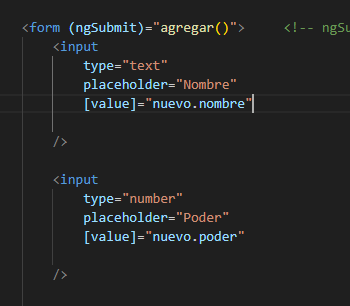 <form (ngSubmit)="agregar()"> <!-- ngSu
<input
type="text"
placeholder="Nombre"
[value]="nuevo.nombre"
/>
<input
type="number"
placeholder="Poder"
[value]="nuevo.poder"
/>